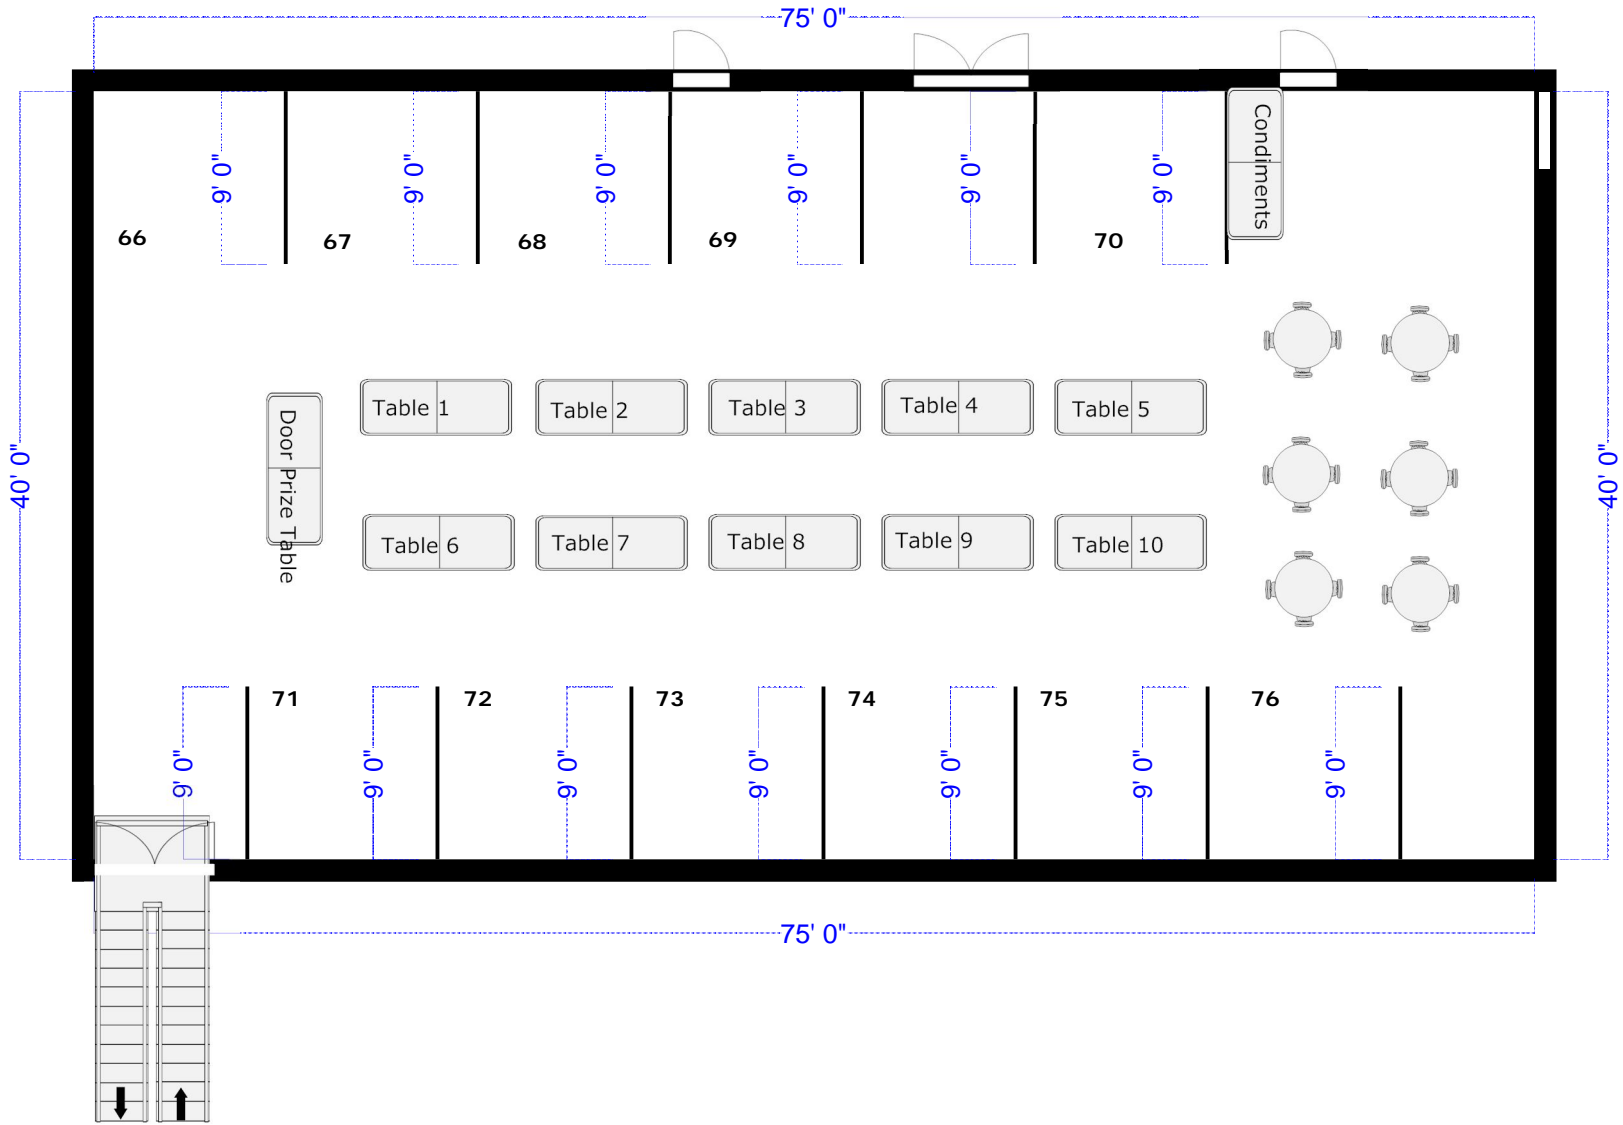 75' 0"
9' 0"
9' 0"
9' 0"
9' 0"
9' 0"
9' 0"
Condiments
66
67
68
69
70
Table 1
Table 2
Table 3
Table 4
Table 5
Door Prize Table
40' 0"
40' 0"
Table 6
Table 7
Table 8
Table 9
Table 10
71
72
73
74
75
76
9' 0"
9' 0"
9' 0"
9' 0"
9' 0"
9' 0"
9' 0"
75' 0"